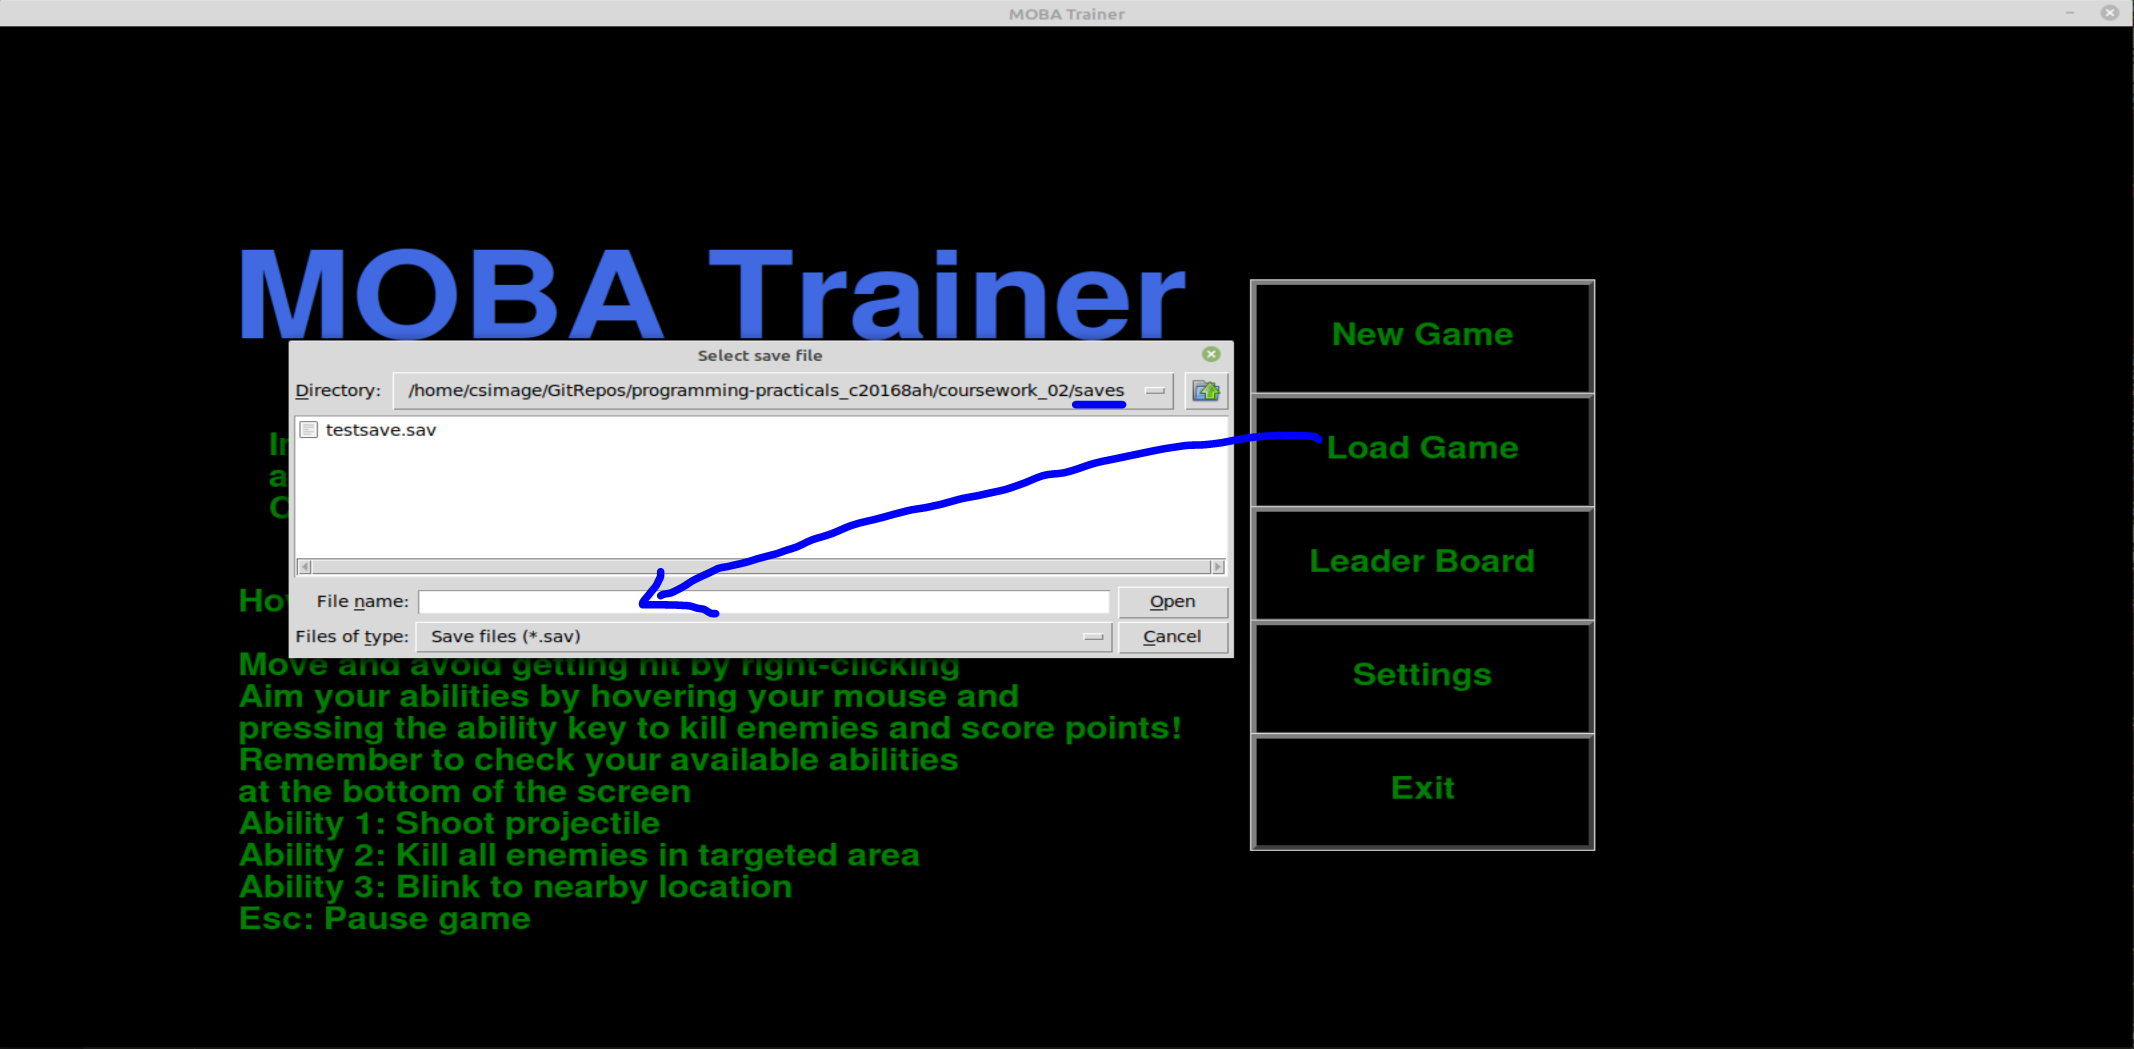 MOBA Trainer
MOBA Trainer
Select save file
Directory: /home/csimage/GitRepos/programming-practicals_c20168ah/coursework_02/saves
testsave.sav
File name: Open
Files of type: Save files (*.sav) Cancel
Move and avoid getting hit by right-clicking
Aim your abilities by hovering your mouse and
pressing the ability key to kill enemies and score points!
Remember to check your available abilities
at the bottom of the screen
Ability 1: Shoot projectile
Ability 2: Kill all enemies in targeted area
Ability 3: Blink to nearby location
Esc: Pause game
New Game
Load Game
Leader Board
Settings
Exit